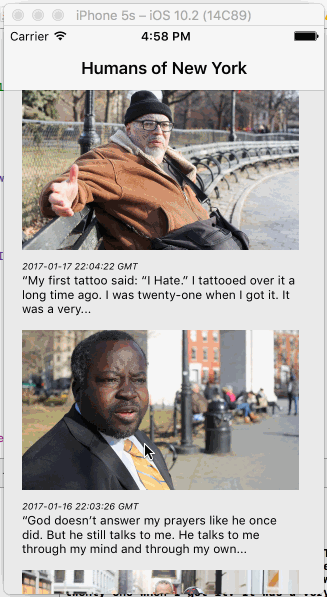 iPhone 5s – iOS 10.2 (14C89)
Carrier 4:58 PM
Humans of New York
2017-01-17 22:04:22 GMT
“My first tattoo said: “I Hate.” I tattooed over it a
long time ago. I was twenty-one when I got it. It
was a very...
2017-01-16 22:03:26 GMT
“God doesn’t answer my prayers like he once
did. But he still talks to me. He talks to me
through my mind and through my own...